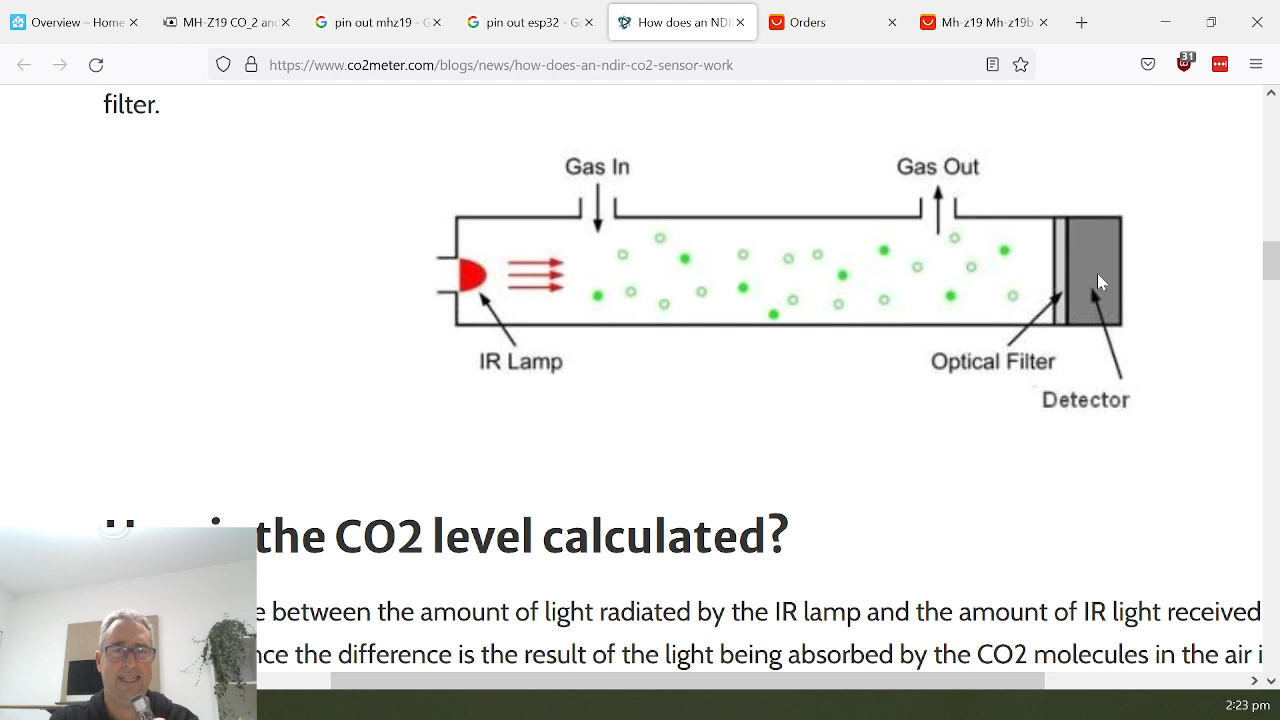 Overview – Home
MH-Z19 CO_2 and
pin out mhz19 - G
pin out esp32 - Go
How does an NDI
Orders
Mh-z19 Mh-z19b
https://www.co2meter.com/blogs/news/how-does-an-ndir-co2-sensor-work
31
filter.
Gas In
Gas Out
IR Lamp
Optical Filter
Detector
the CO2 level calculated?
e between the amount of light radiated by the IR lamp and the amount of IR light received
nce the difference is the result of the light being absorbed by the CO2 molecules in the air i
2:23 pm